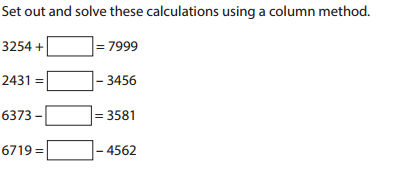 Set out and solve these calculations using a column method.
3254 + = 7999
2431 = – 3456
6373 – = 3581
6719 = – 4562